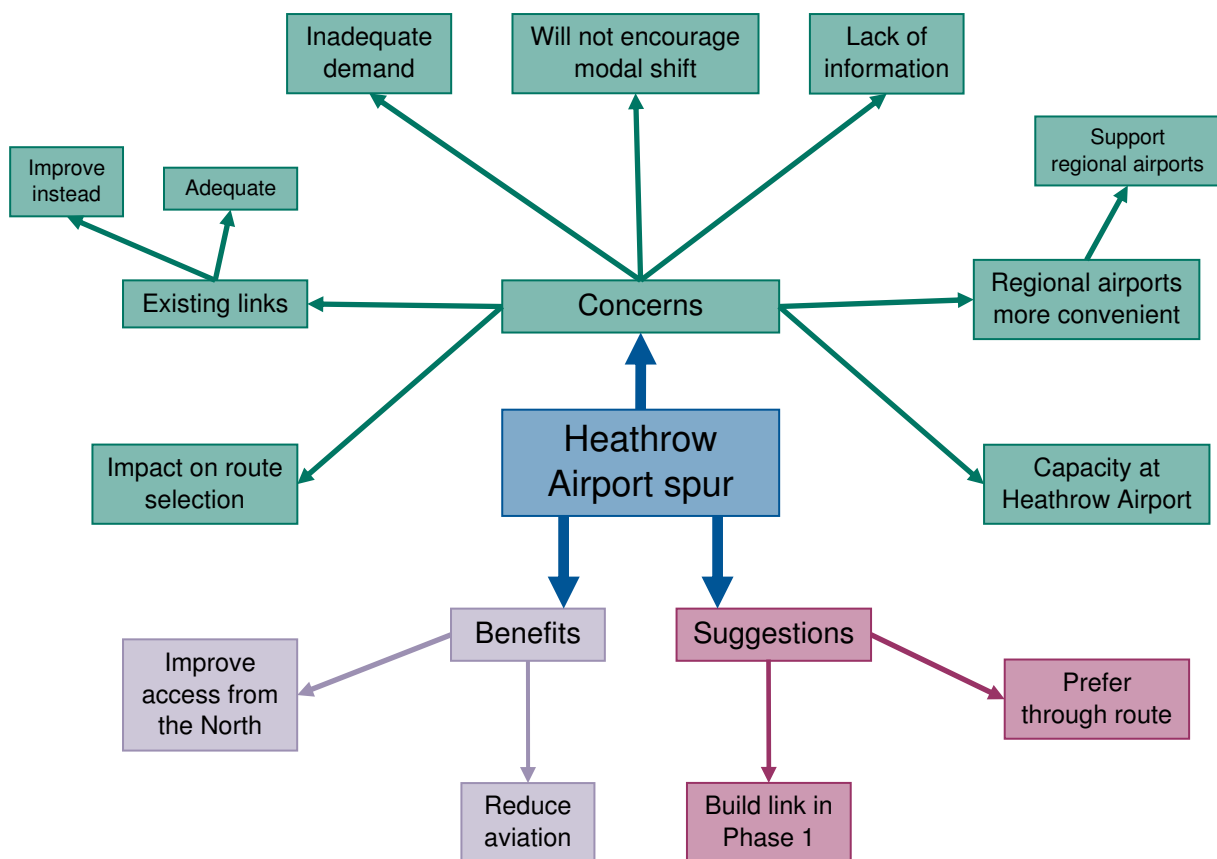 Inadequate
demand
Will not encourage
modal shift
Lack of
information
Support
regional airports
Improve
instead
Adequate
Existing links
Concerns
Regional airports
more convenient
Impact on route
selection
Heathrow
Airport spur
Capacity at
Heathrow Airport
Benefits
Suggestions
Improve
access from
the North
Prefer
through route
Reduce
aviation
Build link in
Phase 1